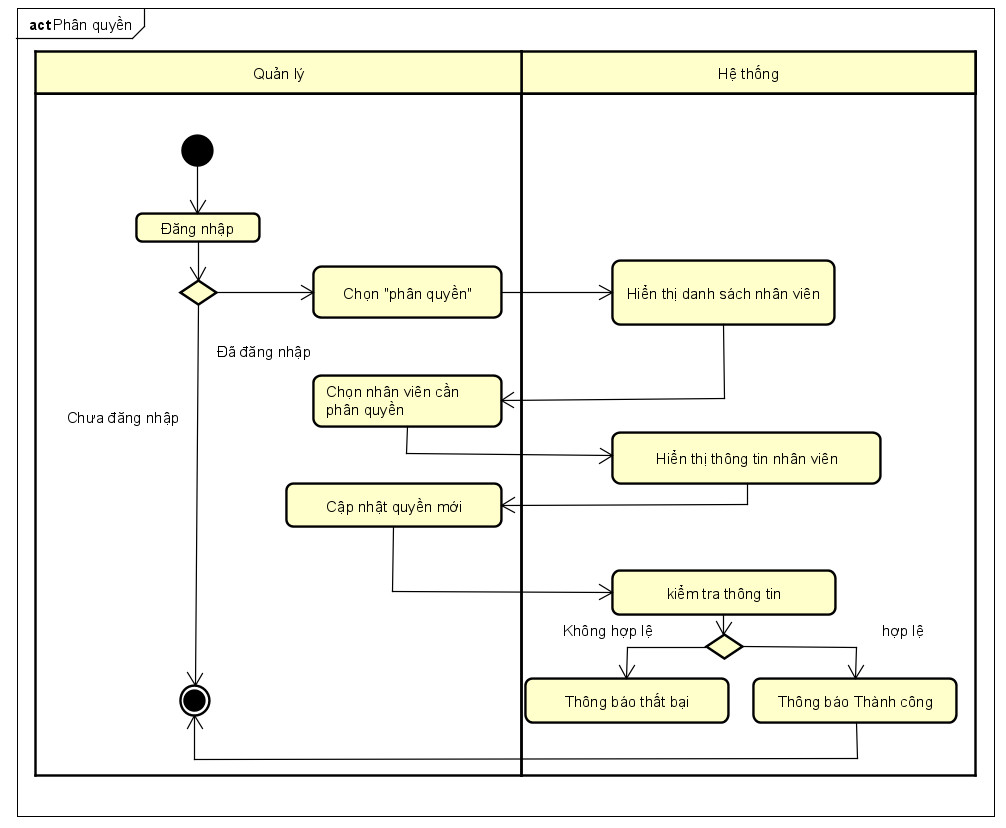 act Phân quyền
Quản lý
Hệ thống
Đăng nhập
Chọn "phân quyền"
Hiển thị danh sách nhân viên
Đã đăng nhập
Chọn nhân viên cần
phân quyền
Chưa đăng nhập
Hiển thị thông tin nhân viên
Cập nhật quyền mới
kiểm tra thông tin
Không hợp lệ
hợp lệ
Thông báo thất bại
Thông báo Thành công